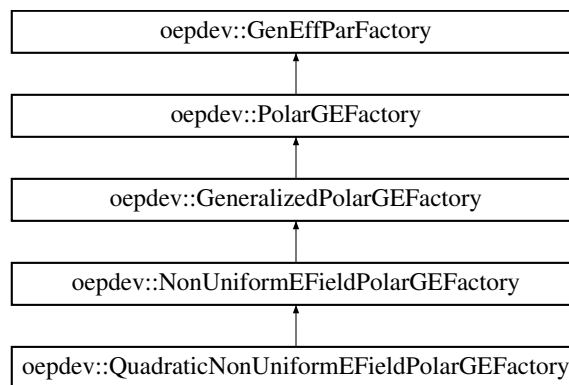 oepdev::GenEffParFactory
oepdev::PolarGEFactory
oepdev::GeneralizedPolarGEFactory
oepdev::NonUniformEFieldPolarGEFactory
oepdev::QuadraticNonUniformEFieldPolarGEFactory